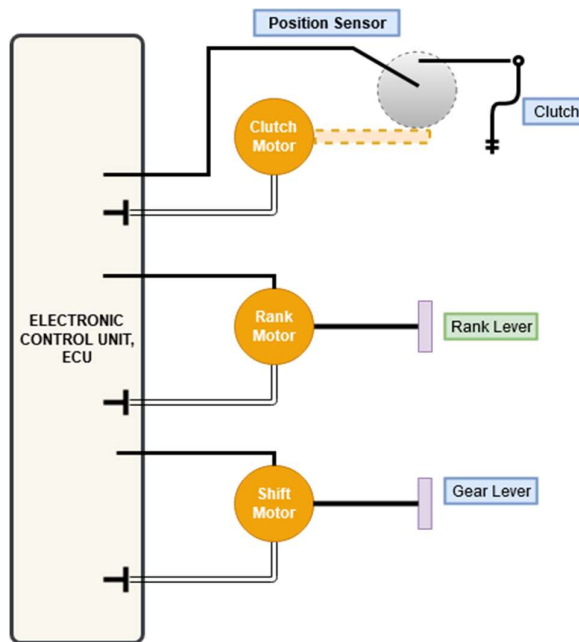 Position Sensor
Clutch
Motor
Clutch
ELECTRONIC
CONTROL UNIT,
ECU
Rank
Motor
Rank Lever
Shift
Motor
Gear Lever